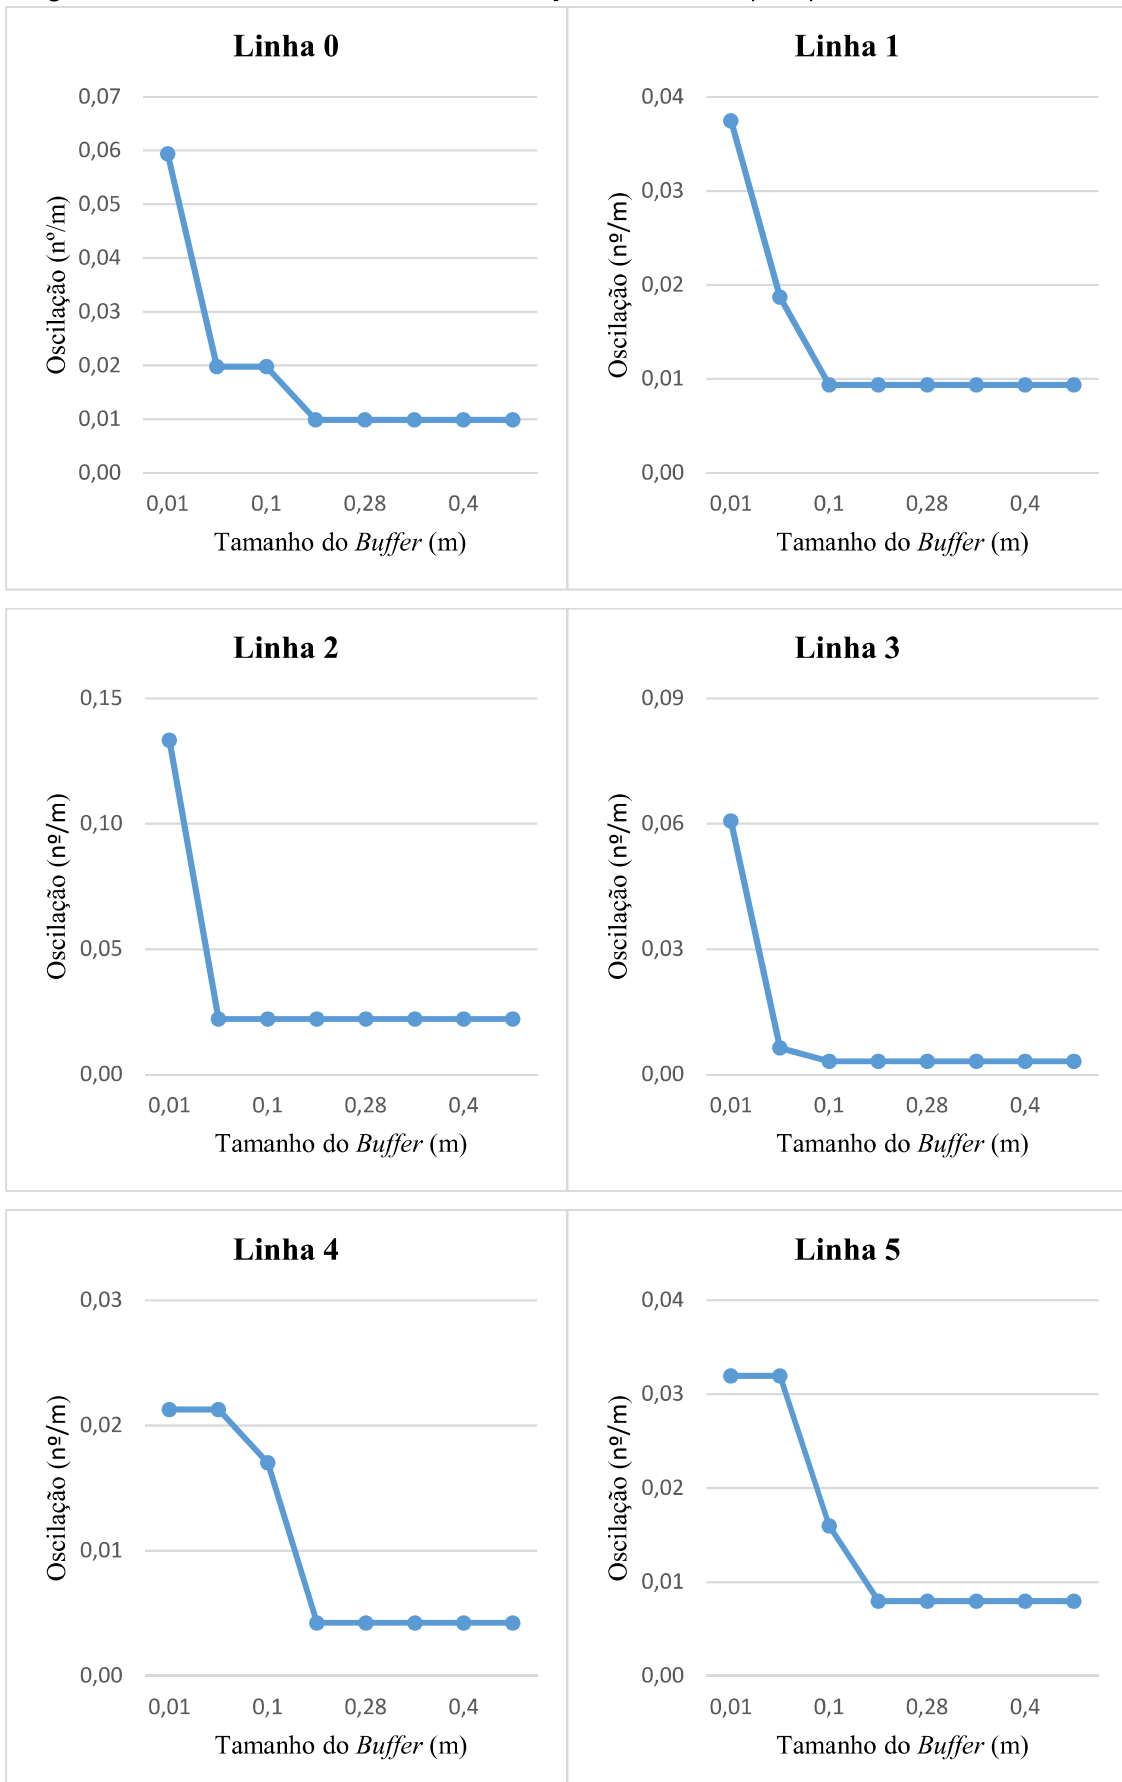 Linha 0
0,07
0,06
0,05
0,04
0,03
0,02
0,01
0,00
Oscilação (nº/m)
0,01 0,1 0,28 0,4
Tamanho do Buffer (m)
Linha 1
0,04
0,03
0,02
0,01
0,00
Oscilação (nº/m)
0,01 0,1 0,28 0,4
Tamanho do Buffer (m)
Linha 2
0,15
0,10
0,05
0,00
Oscilação (nº/m)
0,01 0,1 0,28 0,4
Tamanho do Buffer (m)
Linha 3
0,09
0,06
0,03
0,00
Oscilação (nº/m)
0,01 0,1 0,28 0,4
Tamanho do Buffer (m)
Linha 4
0,03
0,02
0,01
0,00
Oscilação (nº/m)
0,01 0,1 0,28 0,4
Tamanho do Buffer (m)
Linha 5
0,04
0,03
0,02
0,01
0,00
Oscilação (nº/m)
0,01 0,1 0,28 0,4
Tamanho do Buffer (m)